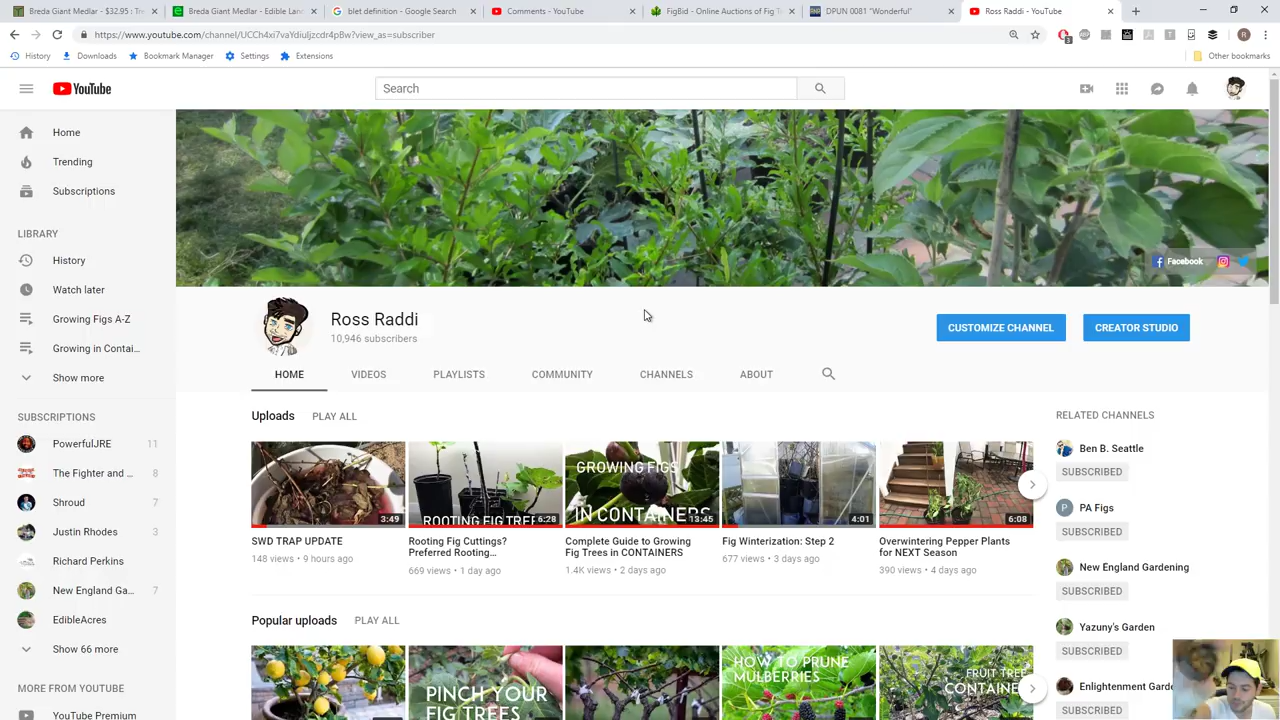 Breda Giant Medlar - $32.95 : Tre
Breda Giant Medlar - Edible Land
blet definition - Google Search
Comments - YouTube
FigBid - Online Auctions of Fig Tr
DPUN 0081 "Wonderful"
Ross Raddi - YouTube
https://www.youtube.com/channel/UCCh4xi7vaYdiuljzcdr4p8w?view_as=subscriber
History
Downloads
Bookmark Manager
Settings
Extensions
Other bookmarks
YouTube
Search
Home
Trending
Subscriptions
LIBRARY
History
Watch later
Growing Figs A-Z
Growing in Contai...
Show more
SUBSCRIPTIONS
PowerfulJRE 11
The Fighter and ... 8
Shroud 7
Justin Rhodes 3
Richard Perkins
New England Ga... 7
EdibleAcres
Show 66 more
MORE FROM YOUTUBE
YouTube Premium
Facebook
Ross Raddi
10,946 subscribers
CUSTOMIZE CHANNEL
CREATOR STUDIO
HOME VIDEOS PLAYLISTS COMMUNITY CHANNELS ABOUT
Uploads PLAY ALL
3:49
SWD TRAP UPDATE
148 views • 9 hours ago
ROOTING FIG TREE
6:28
Rooting Fig Cuttings?
Preferred Rooting...
669 views • 1 day ago
GROWING FIGS
IN CONTAINERS
13:45
Complete Guide to Growing
Fig Trees in CONTAINERS
1.4K views • 2 days ago
4:01
Fig Winterization: Step 2
677 views • 3 days ago
6:08
Overwintering Pepper Plants
for NEXT Season
390 views • 4 days ago
Popular uploads PLAY ALL
PINCH YOUR
FIG TREES
HOW TO PRUNE
MULBERRIES
FRUIT TREE
CONTAINE
RELATED CHANNELS
Ben B. Seattle
SUBSCRIBED
PA Figs
SUBSCRIBED
New England Gardening
SUBSCRIBED
Yazuny's Garden
SUBSCRIBED
Enlightenment Garde
SUBSCRIBED